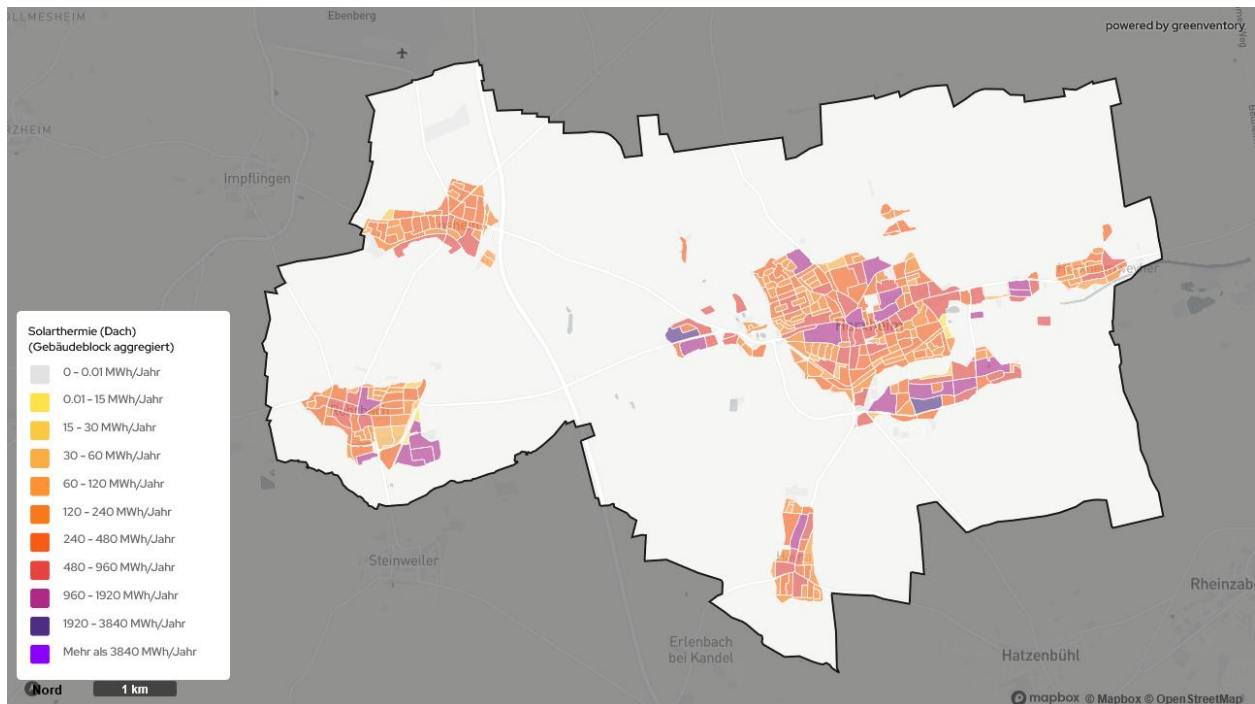 OLLMESHEIM
Ebenberg
powered by greenventory
RZHEIM
Impflingen
Solarthermie (Dach)
(Gebäudeblock aggregiert)
0 - 0.01 MWh/Jahr
0.01 - 15 MWh/Jahr
15 - 30 MWh/Jahr
30 - 60 MWh/Jahr
60 - 120 MWh/Jahr
120 - 240 MWh/Jahr
240 - 480 MWh/Jahr
480 - 960 MWh/Jahr
960 - 1920 MWh/Jahr
1920 - 3840 MWh/Jahr
Mehr als 3840 MWh/Jahr
Steinweiler
Rheinzab
Erlenbach
bei Kandel
Hatzenbühl
Nord
1 km
mapbox © Mapbox © OpenStreetMap